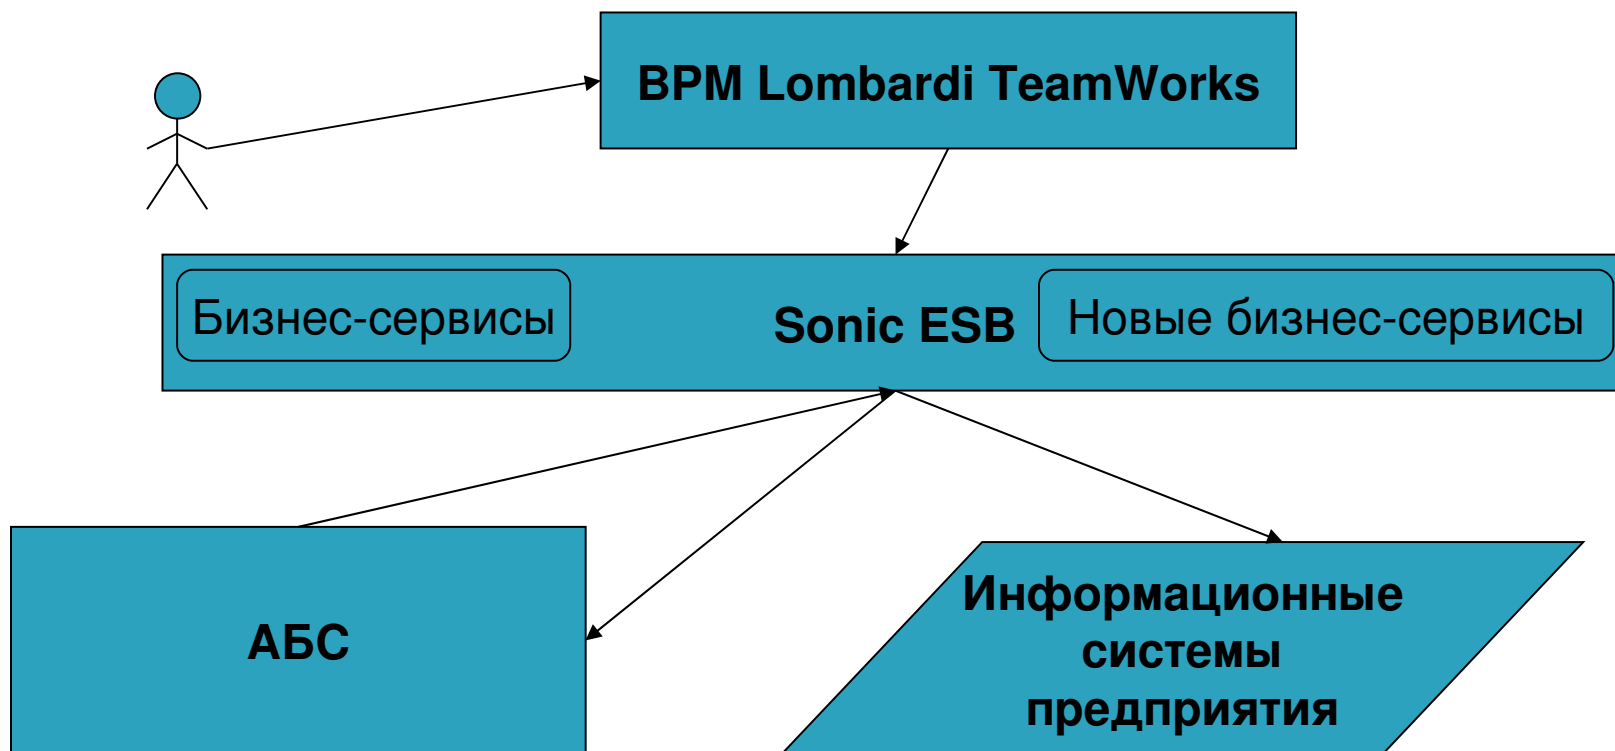 BPM Lombardi TeamWorks
Бизнес-сервисы
Sonic ESB
Новые бизнес-сервисы
АБС
Информационные
системы
предприятия